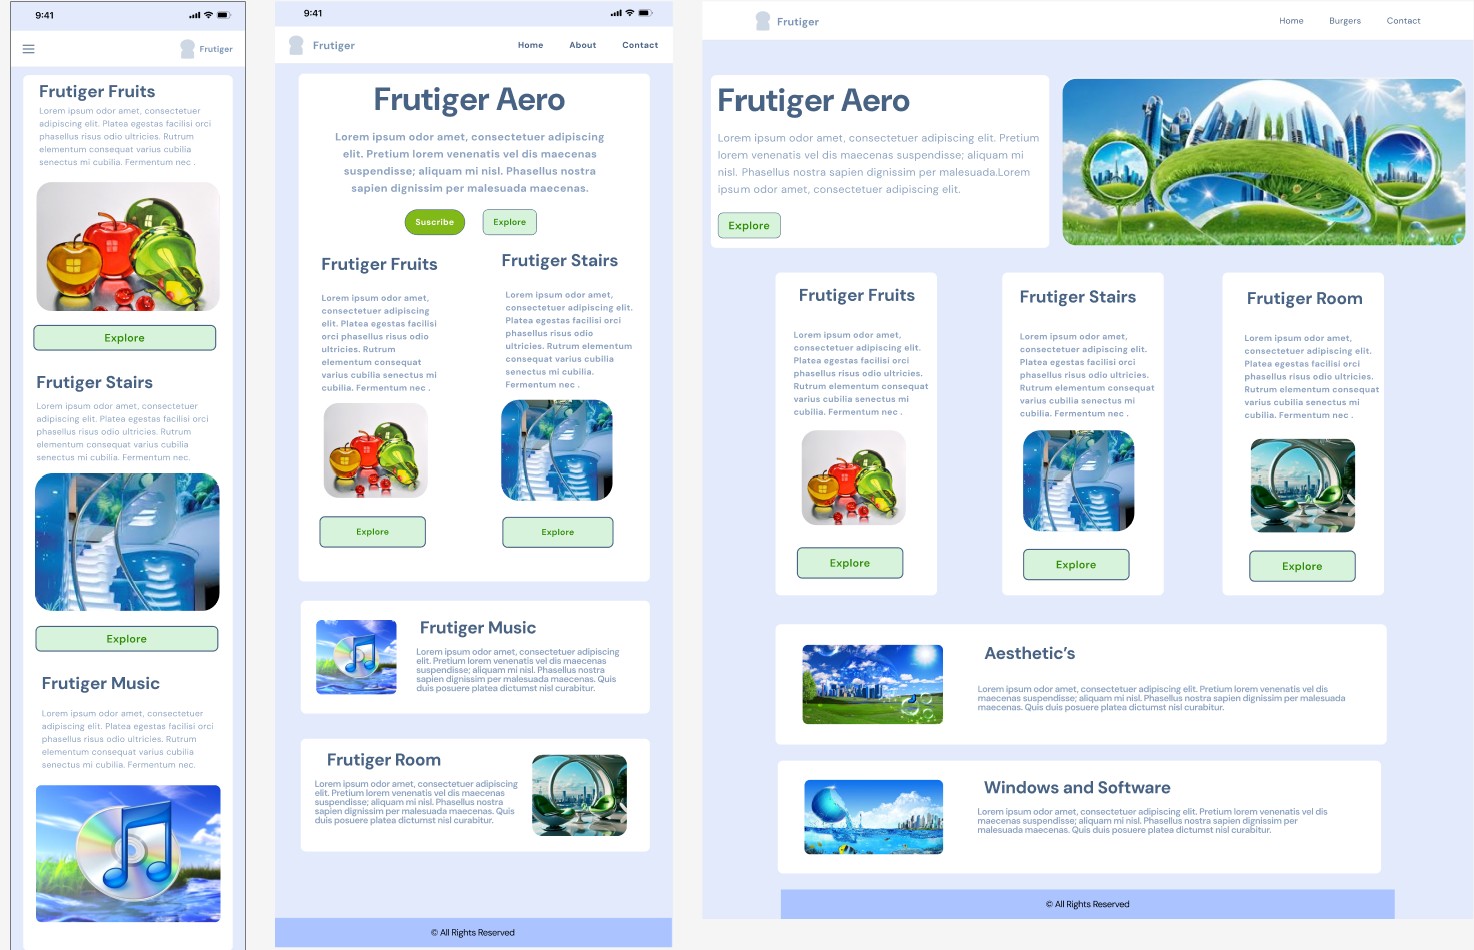 9:41
Frutiger
Frutiger Fruits
Lorem ipsum odor amet, consectetuer
adipiscing elit. Platea egestas facilisi orci
phasellus risus odio ultricies. Rutrum
elementum consequat varius cubilia
senectus mi cubilia. Fermentum nec .
Explore
Frutiger Stairs
Lorem ipsum odor amet, consectetuer
adipiscing elit. Platea egestas facilisi orci
phasellus risus odio ultricies. Rutrum
elementum consequat varius cubilia
senectus mi cubilia. Fermentum nec.
Explore
Frutiger Music
Lorem ipsum odor amet, consectetuer
adipiscing elit. Platea egestas facilisi orci
phasellus risus odio ultricies. Rutrum
elementum consequat varius cubilia
senectus mi cubilia. Fermentum nec.
9:41
Frutiger
Home About Contact
Frutiger Aero
Lorem ipsum odor amet, consectetuer adipiscing
elit. Pretium lorem venenatis vel dis maecenas
suspendisse; aliquam mi nisl. Phasellus nostra
sapien dignissim per malesuada maecenas.
Suscribe Explore
Frutiger Fruits
Lorem ipsum odor amet,
consectetuer adipiscing
elit. Platea egestas facilisi
orci phasellus risus odio
ultricies. Rutrum
elementum consequat
varius cubilia senectus mi
cubilia. Fermentum nec .
Explore
Frutiger Stairs
Lorem ipsum odor amet,
consectetuer adipiscing elit.
Platea egestas facilisi orci
phasellus risus odio
ultricies. Rutrum elementum
consequat varius cubilia
senectus mi cubilia.
Fermentum nec .
Explore
Frutiger Music
Lorem ipsum odor amet, consectetuer adipiscing
elit. Pretium lorem venenatis vel dis maecenas
suspendisse; aliquam mi nisl. Phasellus nostra
sapien dignissim per malesuada maecenas. Quis
duis posuere platea dictumst nisl curabitur.
Frutiger Room
Lorem ipsum odor amet, consectetuer adipiscing
elit. Pretium lorem venenatis vel dis maecenas
suspendisse; aliquam mi nisl. Phasellus nostra
sapien dignissim per malesuada maecenas. Quis
duis posuere platea dictumst nisl curabitur.
© All Rights Reserved
Frutiger
Home Burgers Contact
Frutiger Aero
Lorem ipsum odor amet, consectetuer adipiscing elit. Pretium
lorem venenatis vel dis maecenas suspendisse; aliquam mi
nisl. Phasellus nostra sapien dignissim per malesuada.Lorem
ipsum odor amet, consectetuer adipiscing elit.
Explore
Frutiger Fruits
Lorem ipsum odor amet,
consectetuer adipiscing elit.
Platea egestas facilisi orci
phasellus risus odio ultricies.
Rutrum elementum consequat
varius cubilia senectus mi
cubilia. Fermentum nec .
Explore
Frutiger Stairs
Lorem ipsum odor amet,
consectetuer adipiscing elit.
Platea egestas facilisi orci
phasellus risus odio ultricies.
Rutrum elementum consequat
varius cubilia senectus mi
cubilia. Fermentum nec .
Explore
Frutiger Room
Lorem ipsum odor amet,
consectetuer adipiscing elit.
Platea egestas facilisi orci
phasellus risus odio ultricies.
Rutrum elementum consequat
varius cubilia senectus mi
cubilia. Fermentum nec .
Explore
Aesthetic’s
Lorem ipsum odor amet, consectetuer adipiscing elit. Pretium lorem venenatis vel dis
maecenas suspendisse; aliquam mi nisl. Phasellus nostra sapien dignissim per malesuada
maecenas. Quis duis posuere platea dictumst nisl curabitur.
Windows and Software
Lorem ipsum odor amet, consectetuer adipiscing elit. Pretium lorem venenatis vel dis
maecenas suspendisse; aliquam mi nisl. Phasellus nostra sapien dignissim per
malesuada maecenas. Quis duis posuere platea dictumst nisl curabitur.
© All Rights Reserved